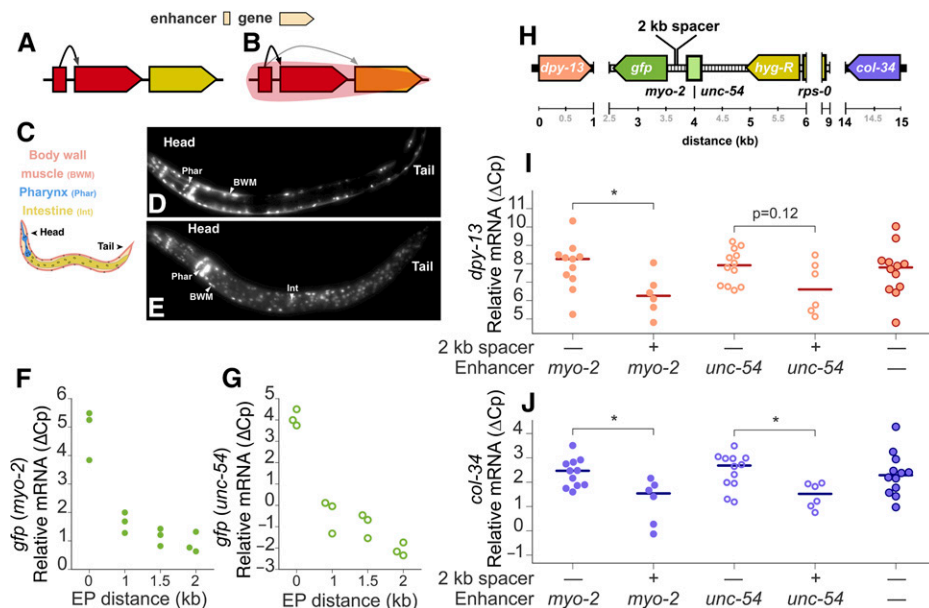 enhancer gene
A
B
C
Body wall
muscle (BWM)
Pharynx (Phar)
Intestine (Int)
Head
Tail
Head
Phar
BWM
Tail
D
Head
Phar
BWM
Int
Tail
E
F
gfp (myo-2)
Relative mRNA (ΔCp)
6
5
4
3
2
1
0
0 1 1.5 2
EP distance (kb)
G
gfp (unc-54)
Relative mRNA (ΔCp)
5
4
3
2
1
0
−1
−2
−3
0 1 1.5 2
EP distance (kb)
H
2 kb spacer
dpy-13 gfp hyg-R col-34
myo-2 | unc-54 rps-0
0 0.5 1 2.5 3 4 5 6 9 14 14.5 15
distance (kb)
I
dpy-13
Relative mRNA (ΔCp)
11
10
9
8
7
6
5
*
p=0.12
2 kb spacer — + — +
Enhancer myo-2 myo-2 unc-54 unc-54 —
J
col-34
Relative mRNA (ΔCp)
4
3
2
1
0
−1
* *
2 kb spacer — + — +
Enhancer myo-2 myo-2 unc-54 unc-54 —